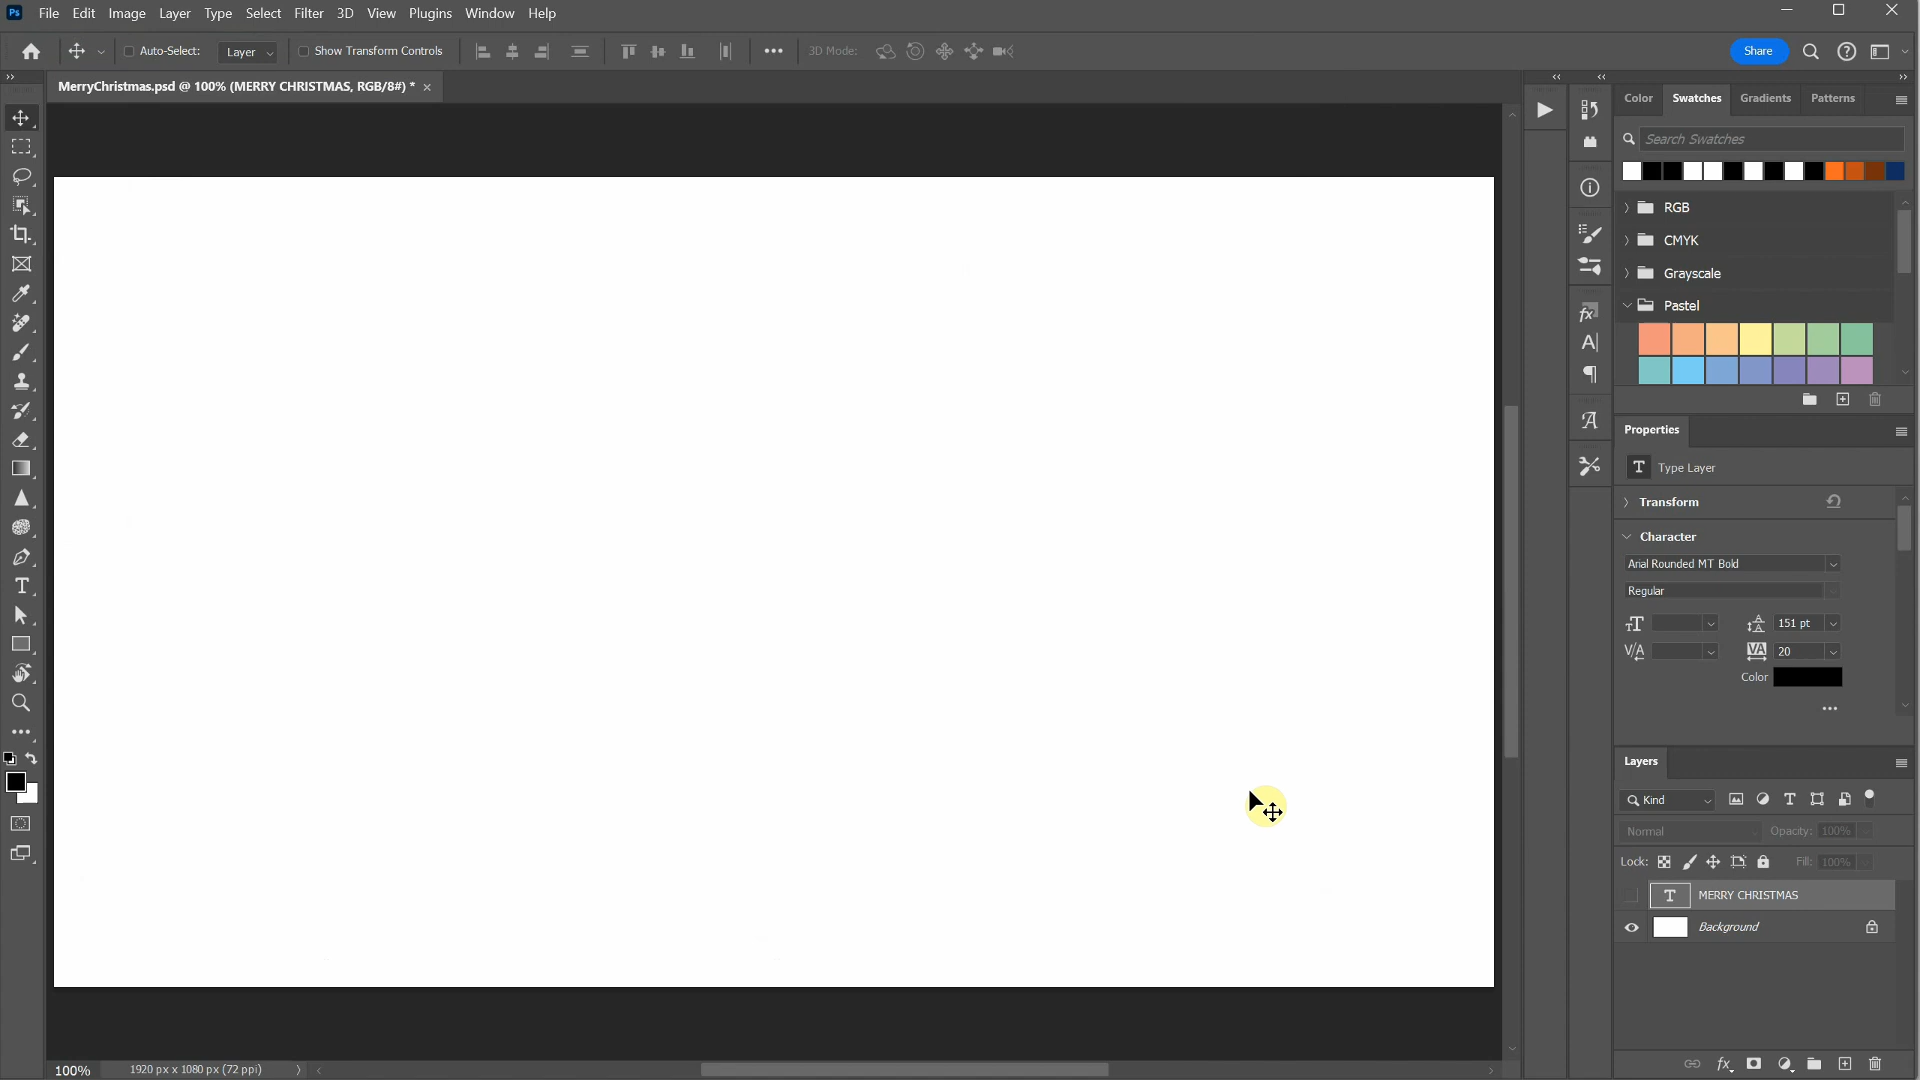 Ps File Edit Image Layer Type Select Filter 3D View Plugins Window Help
Auto-Select: Layer Show Transform Controls 3D Mode: Share
MerryChristmas.psd @ 100% (MERRY CHRISTMAS, RGB/8#) *
Color Swatches Gradients Patterns
Search Swatches
RGB
CMYK
Grayscale
Pastel
Properties
T Type Layer
Transform
Character
Arial Rounded MT Bold
Regular
151 pt
20
Color
Layers
Kind
Normal Opacity: 100%
Lock: Fill: 100%
T MERRY CHRISTMAS
Background
fx
100% 1920 px x 1080 px (72 ppi)